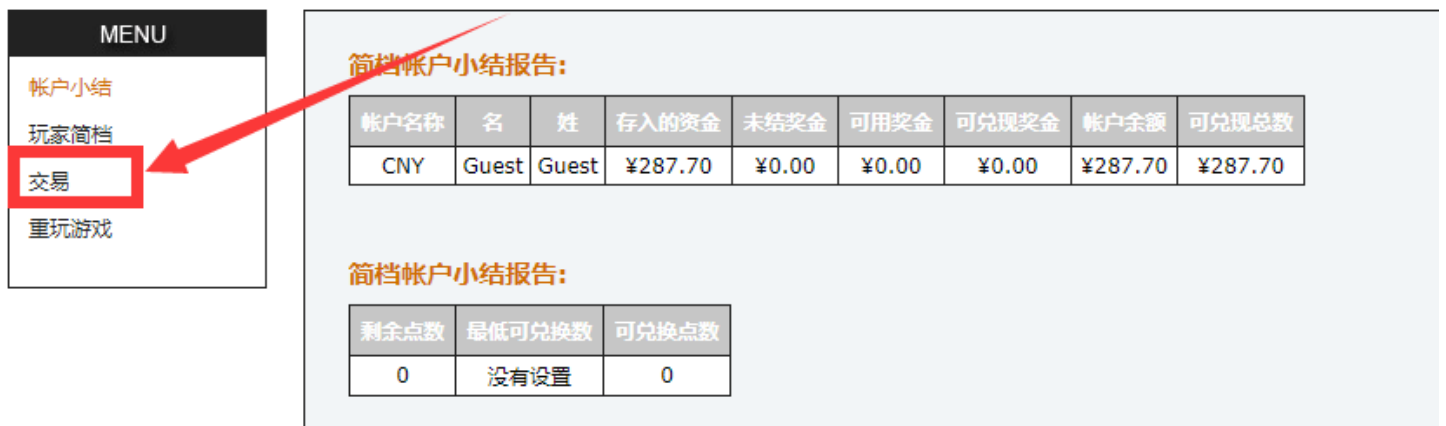 MENU
帐户小结
玩家简档
交易
重玩游戏
简档帐户小结报告:
帐户名称 名 姓 存入的资金 未结奖金 可用奖金 可兑现奖金 帐户余额 可兑现总数
CNY Guest Guest ¥287.70 ¥0.00 ¥0.00 ¥0.00 ¥287.70 ¥287.70
简档帐户小结报告:
剩余点数 最低可兑换数 可兑换点数
0 没有设置 0